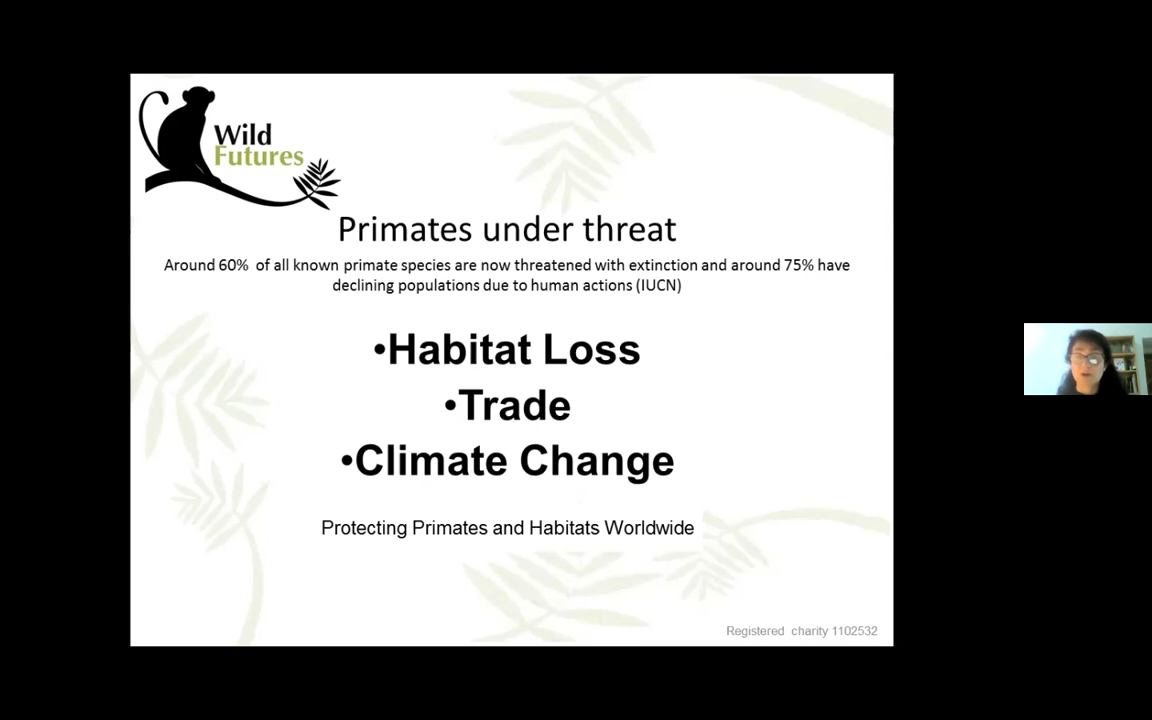 Wild
Futures
Primates under threat
Around 60% of all known primate species are now threatened with extinction and around 75% have
declining populations due to human actions (IUCN)
•Habitat Loss
•Trade
•Climate Change
Protecting Primates and Habitats Worldwide
Registered charity 1102532